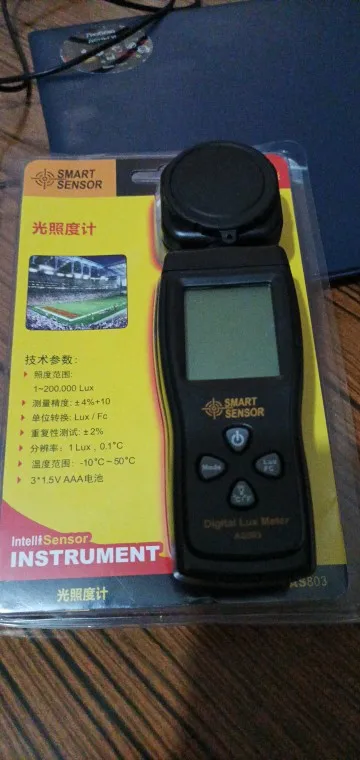 SMART
SENSOR
光照度计
技术参数:
照度范围:
1~200.000 Lux
测量精度: ±4%+10
单位转换: Lux / Fc
重复性测试: ±2%
分辨率: 1 Lux , 0.1°C
温度范围: -10°C~50°C
3*1.5V AAA电池
Intelli Sensor
INSTRUMENT
光照度计
AS803
SMART
SENSOR
Mode
Digital Lux Meter
AS803